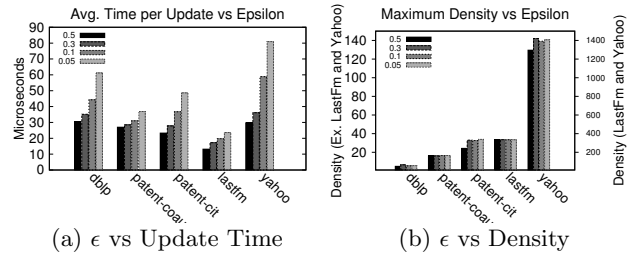 Avg. Time per Update vs Epsilon
Microseconds
90
80
70
60
50
40
30
20
10
0
0.5
0.3
0.1
0.05
dblp
patent-coau
patent-cit
lastfm
yahoo
(a) ϵ vs Update Time
Maximum Density vs Epsilon
Density (Ex. LastFm and Yahoo)
140
120
100
80
60
40
20
0.5
0.3
0.1
0.05
1400
1200
1000
800
600
400
200
Density (LastFm and Yahoo)
dblp
patent-coau
patent-cit
lastfm
yahoo
(b) ϵ vs Density